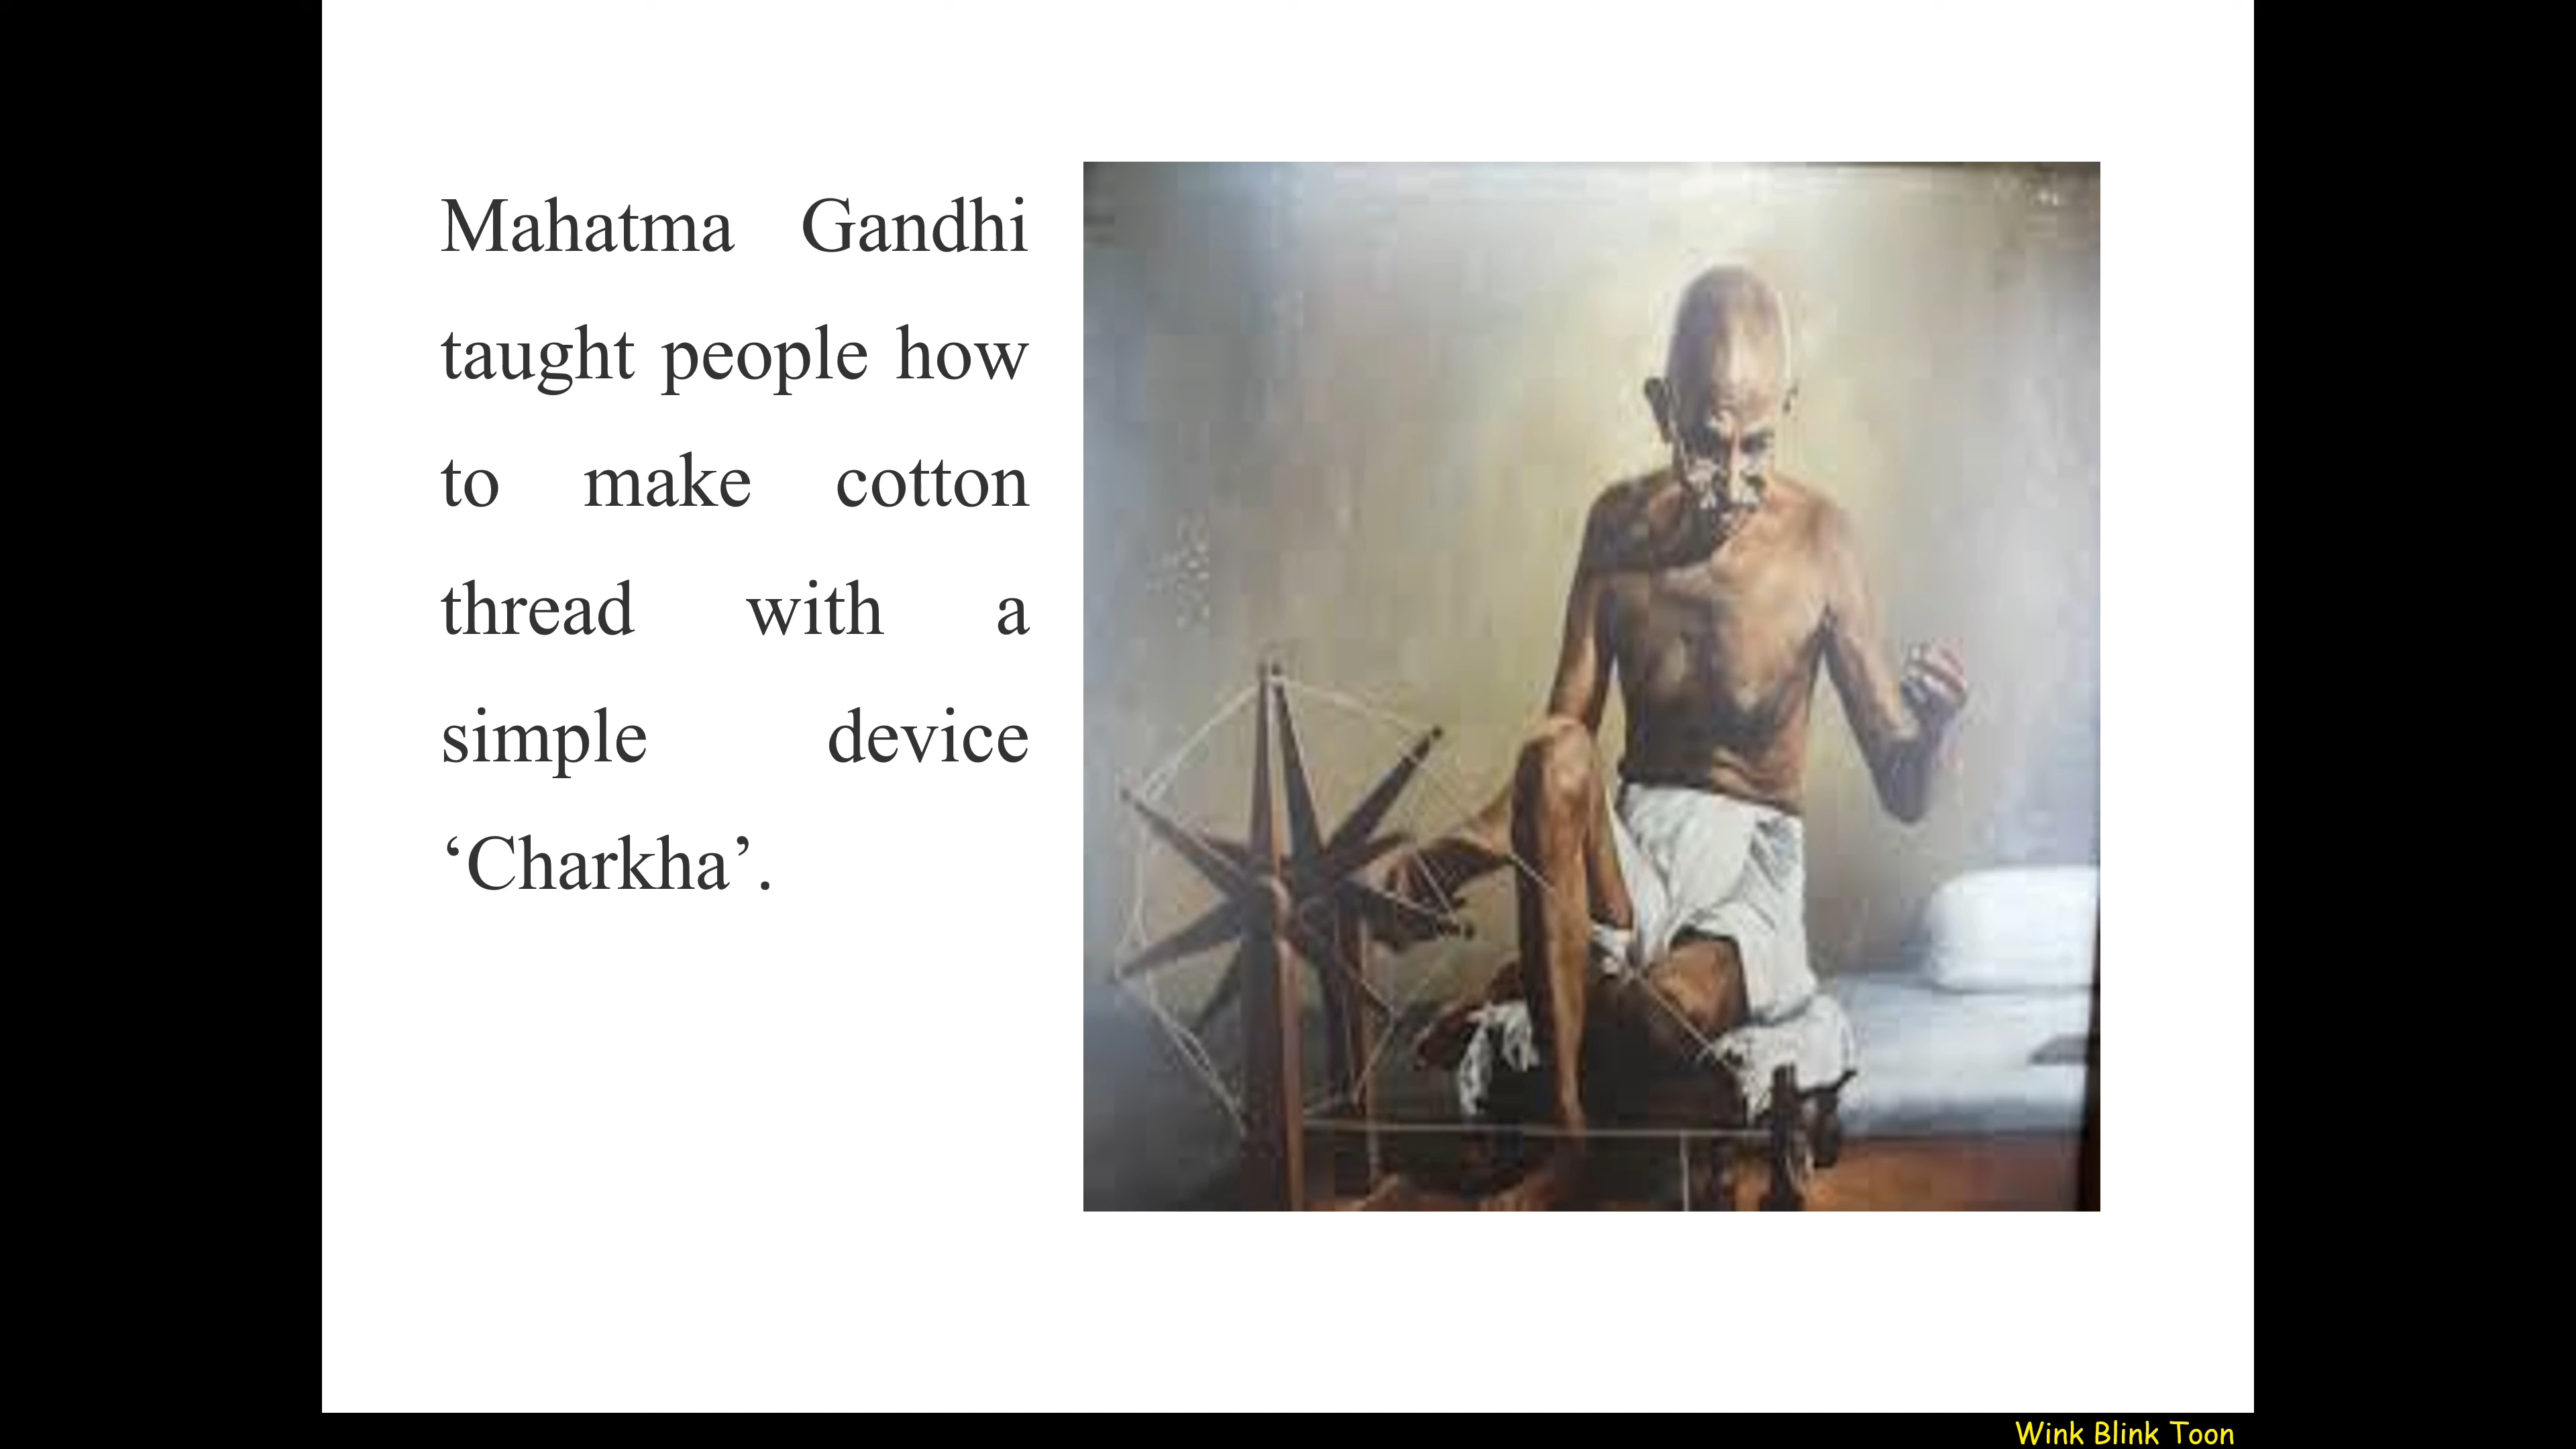 Mahatma Gandhi
taught people how
to make cotton
thread with a
simple device
‘Charkha’.
Wink Blink Toon